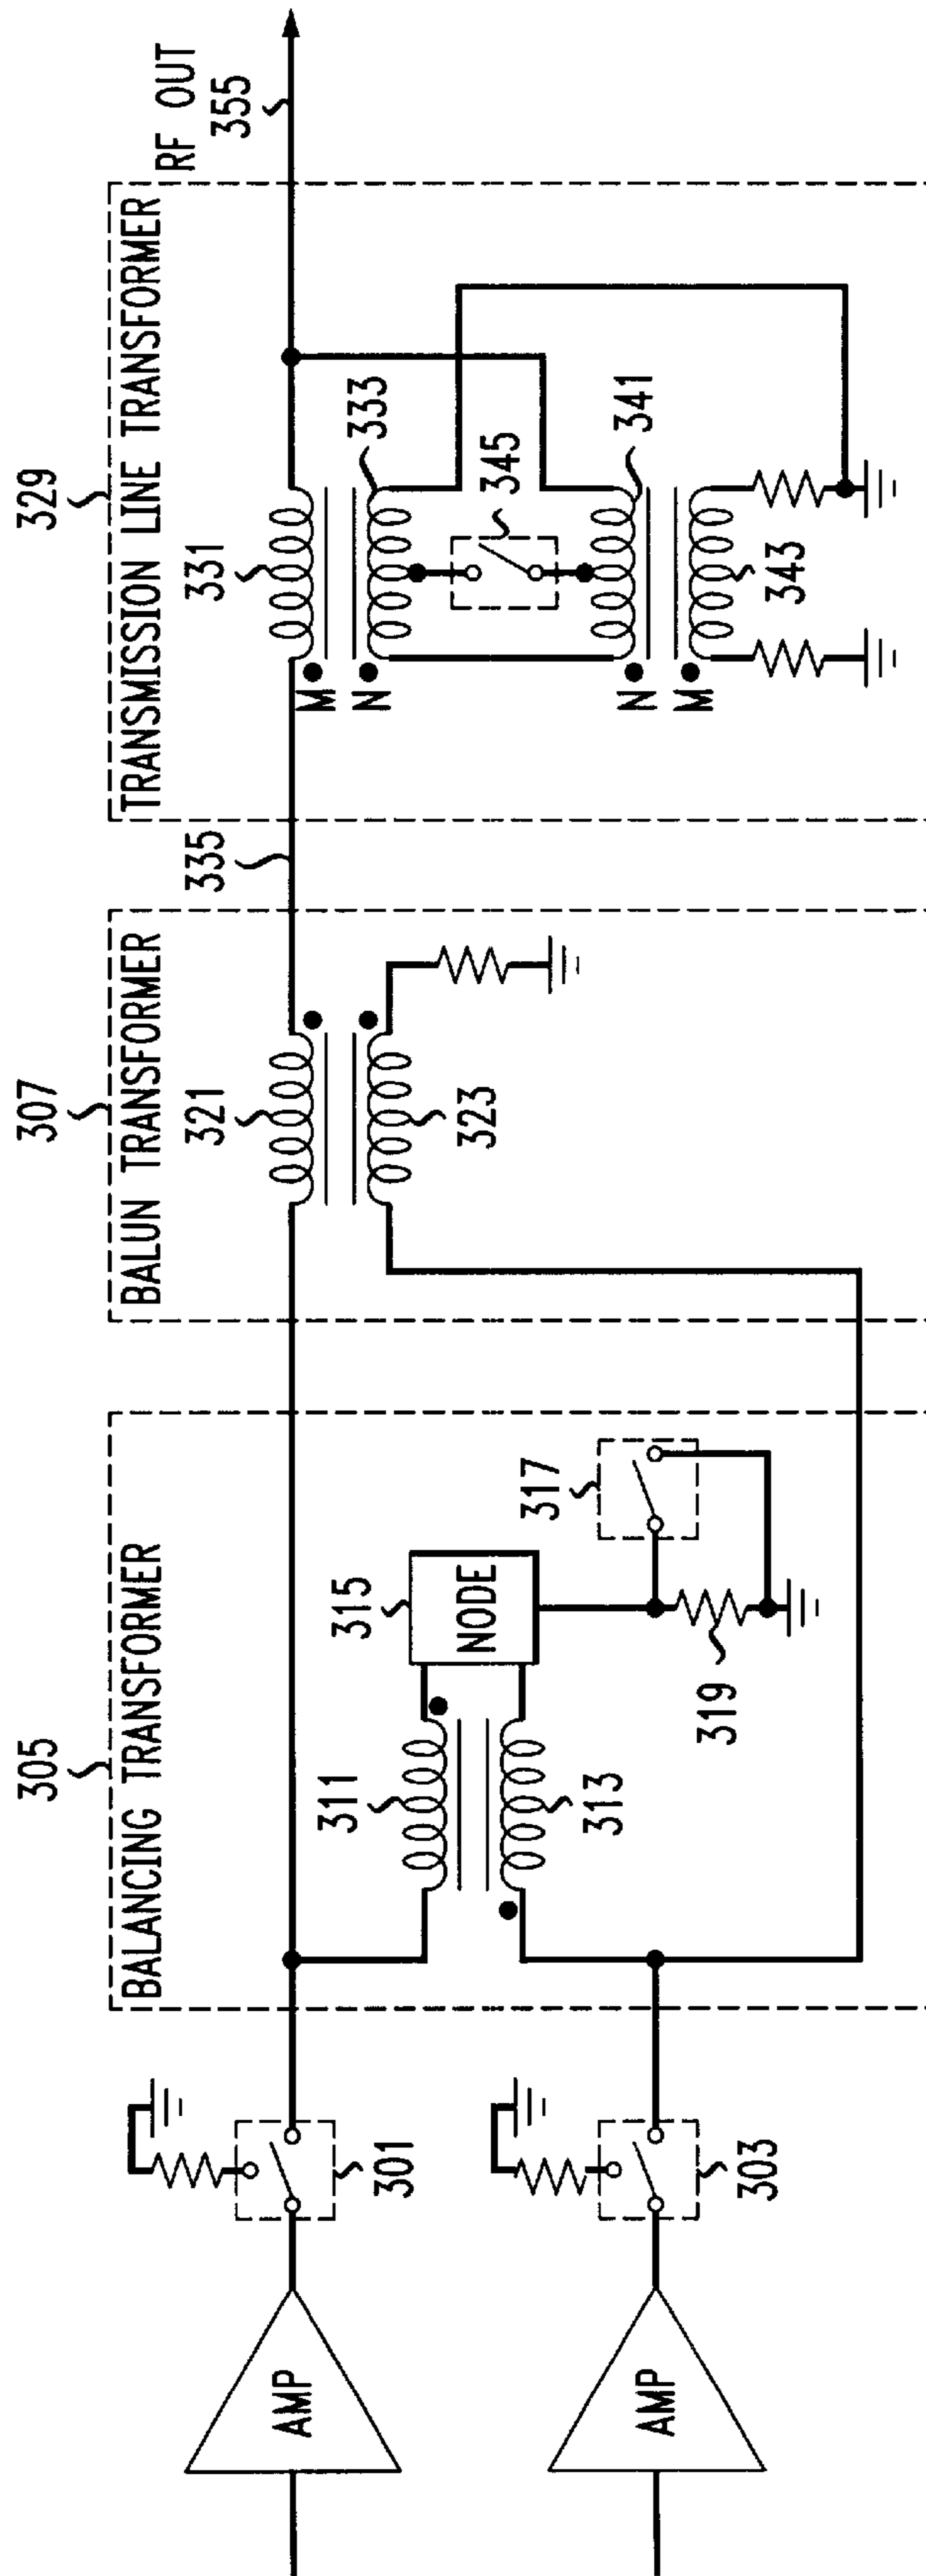 305
BALANCING TRANSFORMER
307
BALUN TRANSFORMER
329
TRANSMISSION LINE TRANSFORMER
AMP
301
AMP
303
311
313
315
NODE
317
319
321
323
335
331
M
N
333
345
N
M
341
343
RF OUT
355